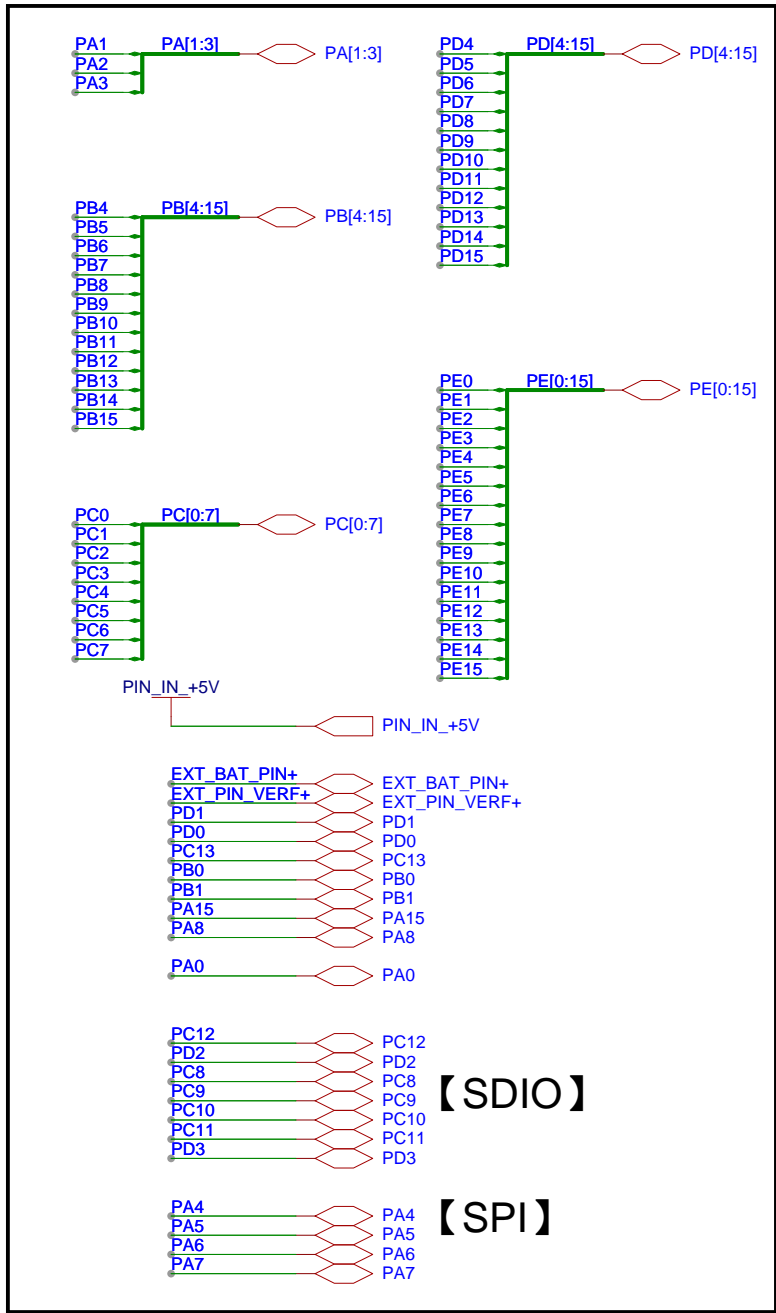 PA1 PA[1:3] PA[1:3]
PA2
PA3
PB4 PB[4:15] PB[4:15]
PB5
PB6
PB7
PB8
PB9
PB10
PB11
PB12
PB13
PB14
PB15
PC0 PC[0:7] PC[0:7]
PC1
PC2
PC3
PC4
PC5
PC6
PC7
PD4 PD[4:15] PD[4:15]
PD5
PD6
PD7
PD8
PD9
PD10
PD11
PD12
PD13
PD14
PD15
PE0 PE[0:15] PE[0:15]
PE1
PE2
PE3
PE4
PE5
PE6
PE7
PE8
PE9
PE10
PE11
PE12
PE13
PE14
PE15
PIN_IN_+5V
PIN_IN_+5V
EXT_BAT_PIN+ EXT_BAT_PIN+
EXT_PIN_VERF+ EXT_PIN_VERF+
PD1 PD1
PD0 PD0
PC13 PC13
PB0 PB0
PB1 PB1
PA15 PA15
PA8 PA8
PA0 PA0
PC12 PC12
PD2 PD2
PC8 PC8
PC9 PC9
PC10 PC10
PC11 PC11
PD3 PD3
【SDIO】
PA4 PA4
PA5 PA5
PA6 PA6
PA7 PA7
【SPI】